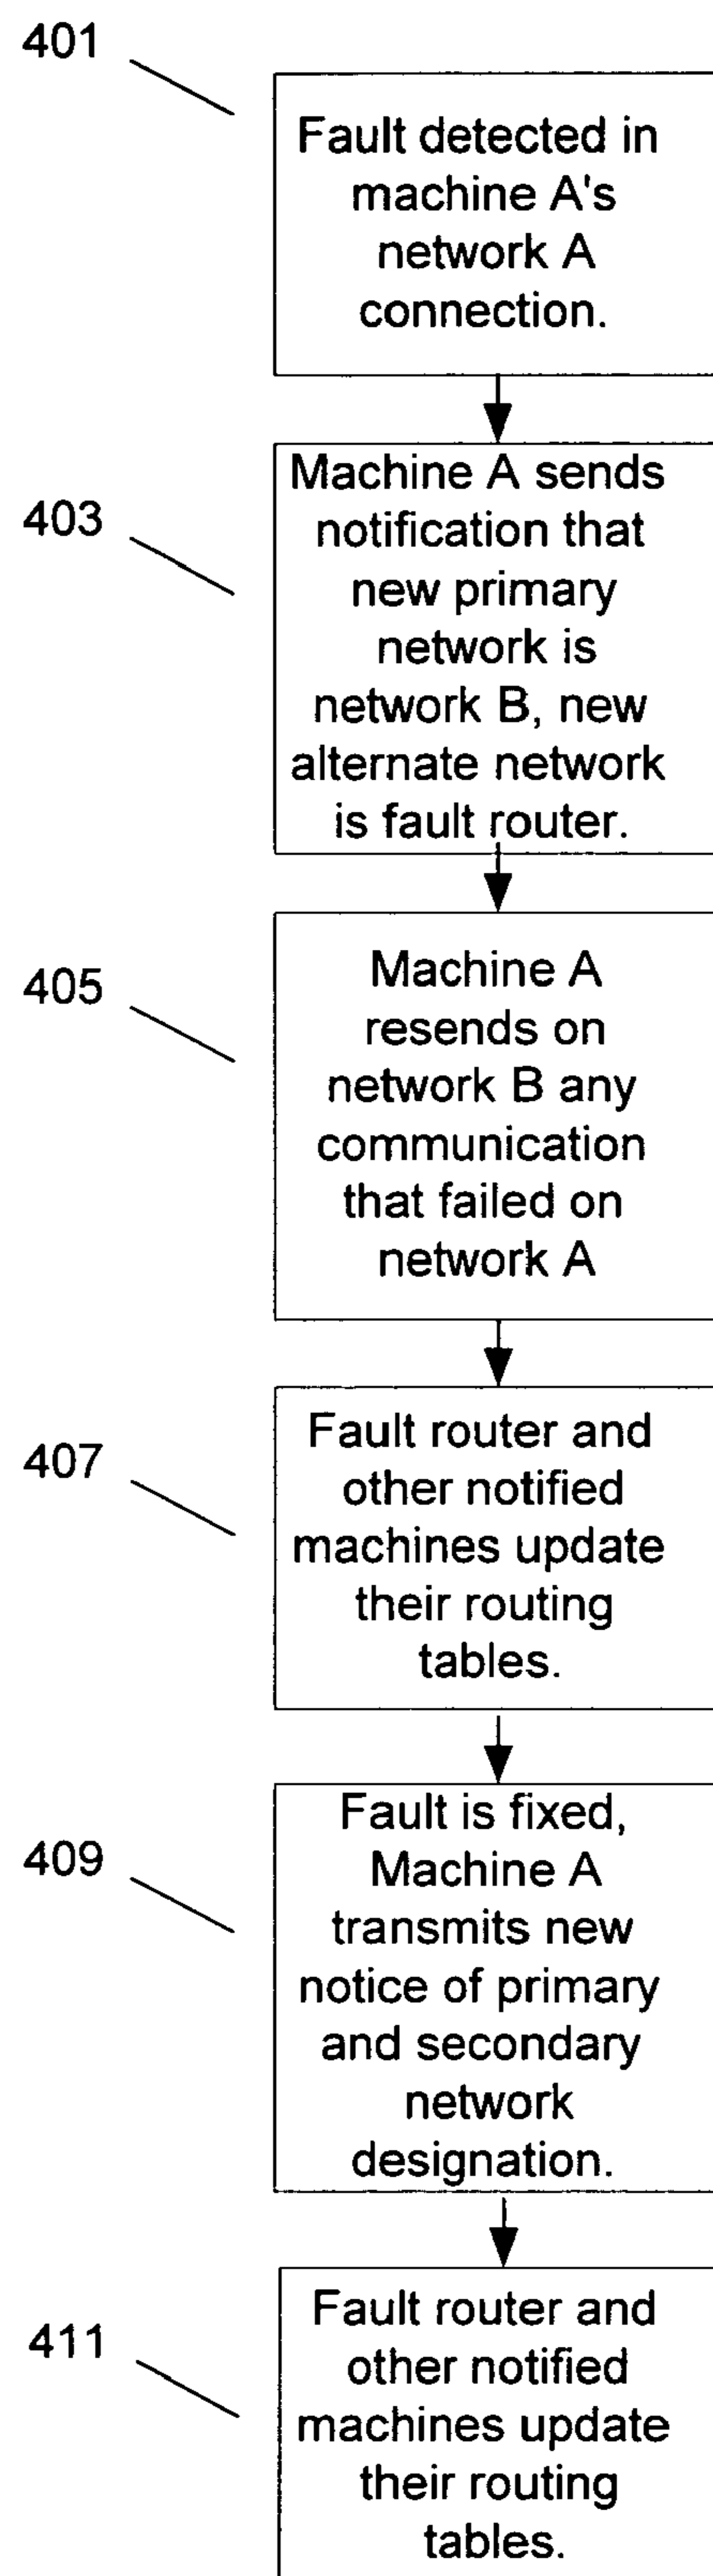 401
Fault detected in
machine A's
network A
connection.
403
Machine A sends
notification that
new primary
network is
network B, new
alternate network
is fault router.
405
Machine A
resends on
network B any
communication
that failed on
network A
407
Fault router and
other notified
machines update
their routing
tables.
409
Fault is fixed,
Machine A
transmits new
notice of primary
and secondary
network
designation.
411
Fault router and
other notified
machines update
their routing
tables.